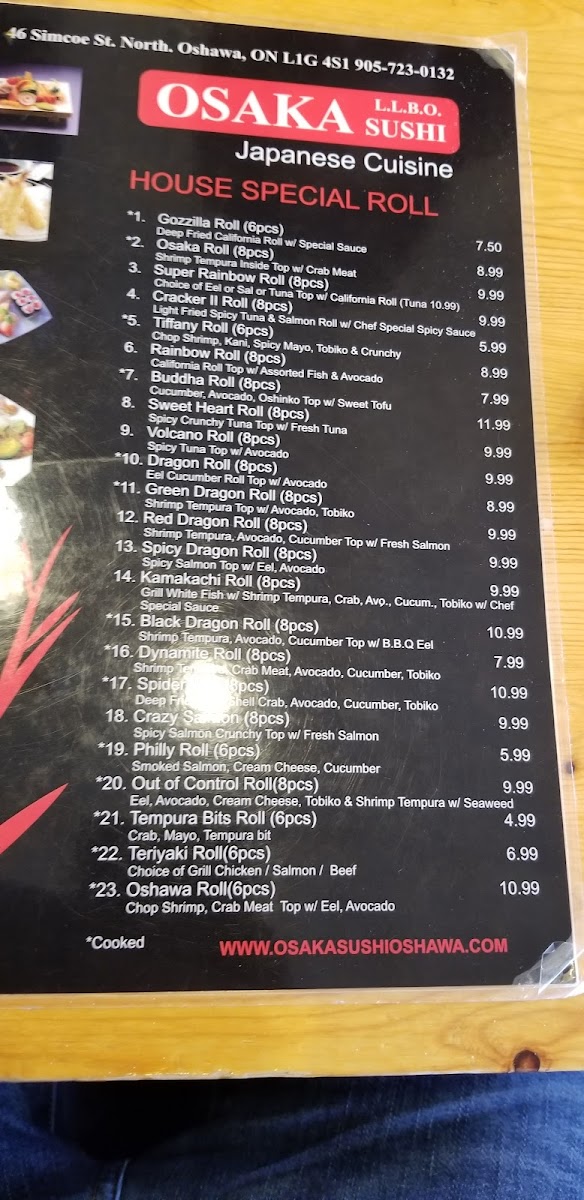 46 Simcoe St. North. Oshawa, ON L1G 4S1 905-723-0132
OSAKA L.L.B.O. SUSHI
Japanese Cuisine
HOUSE SPECIAL ROLL
*1. Gozzilla Roll (6pcs) 7.50
Deep Fried California Roll w/ Special Sauce
*2. Osaka Roll (8pcs) 8.99
Shrimp Tempura Inside Top w/ Crab Meat
3. Super Rainbow Roll (8pcs) 9.99
Choice of Eel or Sal or Tuna Top w/ California Roll (Tuna 10.99)
4. Cracker II Roll (8pcs) 9.99
Light Fried Spicy Tuna & Salmon Roll w/ Chef Special Spicy Sauce
*5. Tiffany Roll (6pcs) 5.99
Chop Shrimp, Kani, Spicy Mayo, Tobiko & Crunchy
6. Rainbow Roll (8pcs) 8.99
California Roll Top w/ Assorted Fish & Avocado
*7. Buddha Roll (8pcs) 7.99
Cucumber, Avocado, Oshinko Top w/ Sweet Tofu
8. Sweet Heart Roll (8pcs) 11.99
Spicy Crunchy Tuna Top w/ Fresh Tuna
9. Volcano Roll (8pcs) 9.99
Spicy Tuna Top w/ Avocado
*10. Dragon Roll (8pcs) 9.99
Eel Cucumber Roll Top w/ Avocado
*11. Green Dragon Roll (8pcs) 8.99
Shrimp Tempura Top w/ Avocado, Tobiko
12. Red Dragon Roll (8pcs) 9.99
Shrimp Tempura, Avocado, Cucumber Top w/ Fresh Salmon
13. Spicy Dragon Roll (8pcs) 9.99
Spicy Salmon Top w/ Eel, Avocado
14. Kamakachi Roll (8pcs) 9.99
Grill White Fish w/ Shrimp Tempura, Crab, Avo., Cucum., Tobiko w/ Chef
Special Sauce
*15. Black Dragon Roll (8pcs) 10.99
Shrimp Tempura, Avocado, Cucumber Top w/ B.B.Q Eel
*16. Dynamite Roll (8pcs) 7.99
Shrimp Crab Meat, Avocado, Cucumber, Tobiko
*17. Spider 10.99
Deep Shell Crab, Avocado, Cucumber, Tobiko
18. Crazy Salmon (8pcs) 9.99
Spicy Salmon Crunchy Top w/ Fresh Salmon
*19. Philly Roll (6pcs) 5.99
Smoked Salmon, Cream Cheese, Cucumber
*20. Out of Control Roll(8pcs) 9.99
Eel, Avocado, Cream Cheese, Tobiko & Shrimp Tempura w/ Seaweed
*21. Tempura Bits Roll (6pcs) 4.99
Crab, Mayo, Tempura bit
*22. Teriyaki Roll(6pcs) 6.99
Choice of Grill Chicken / Salmon / Beef
*23. Oshawa Roll(6pcs) 10.99
Chop Shrimp, Crab Meat Top w/ Eel, Avocado
*Cooked WWW.OSAKASUSHIOSHAWA.COM